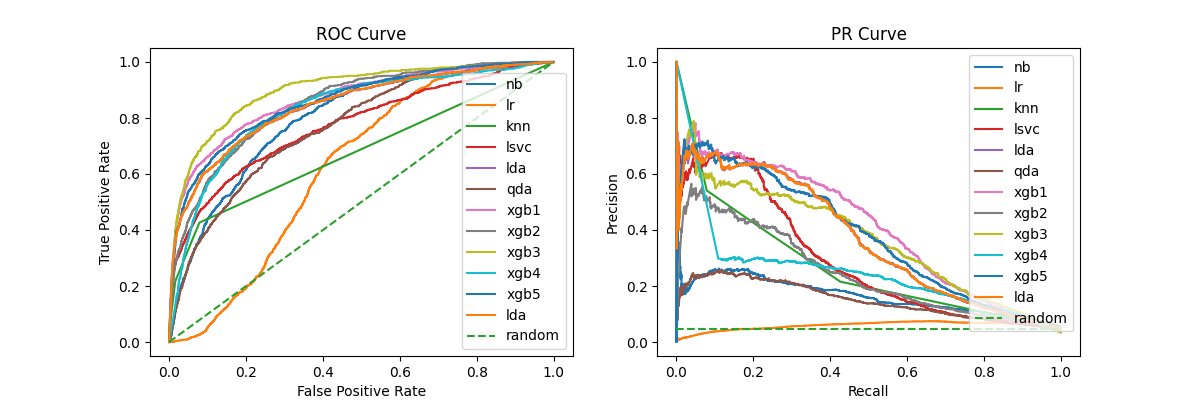 ROC Curve
True Positive Rate
1.0
0.8
0.6
0.4
0.2
0.0
0.0 0.2 0.4 0.6 0.8 1.0
False Positive Rate
nb
lr
knn
lsvc
lda
qda
xgb1
xgb2
xgb3
xgb4
xgb5
lda
random
PR Curve
Precision
1.0
0.8
0.6
0.4
0.2
0.0
0.0 0.2 0.4 0.6 0.8 1.0
Recall
nb
lr
knn
lsvc
lda
qda
xgb1
xgb2
xgb3
xgb4
xgb5
lda
random